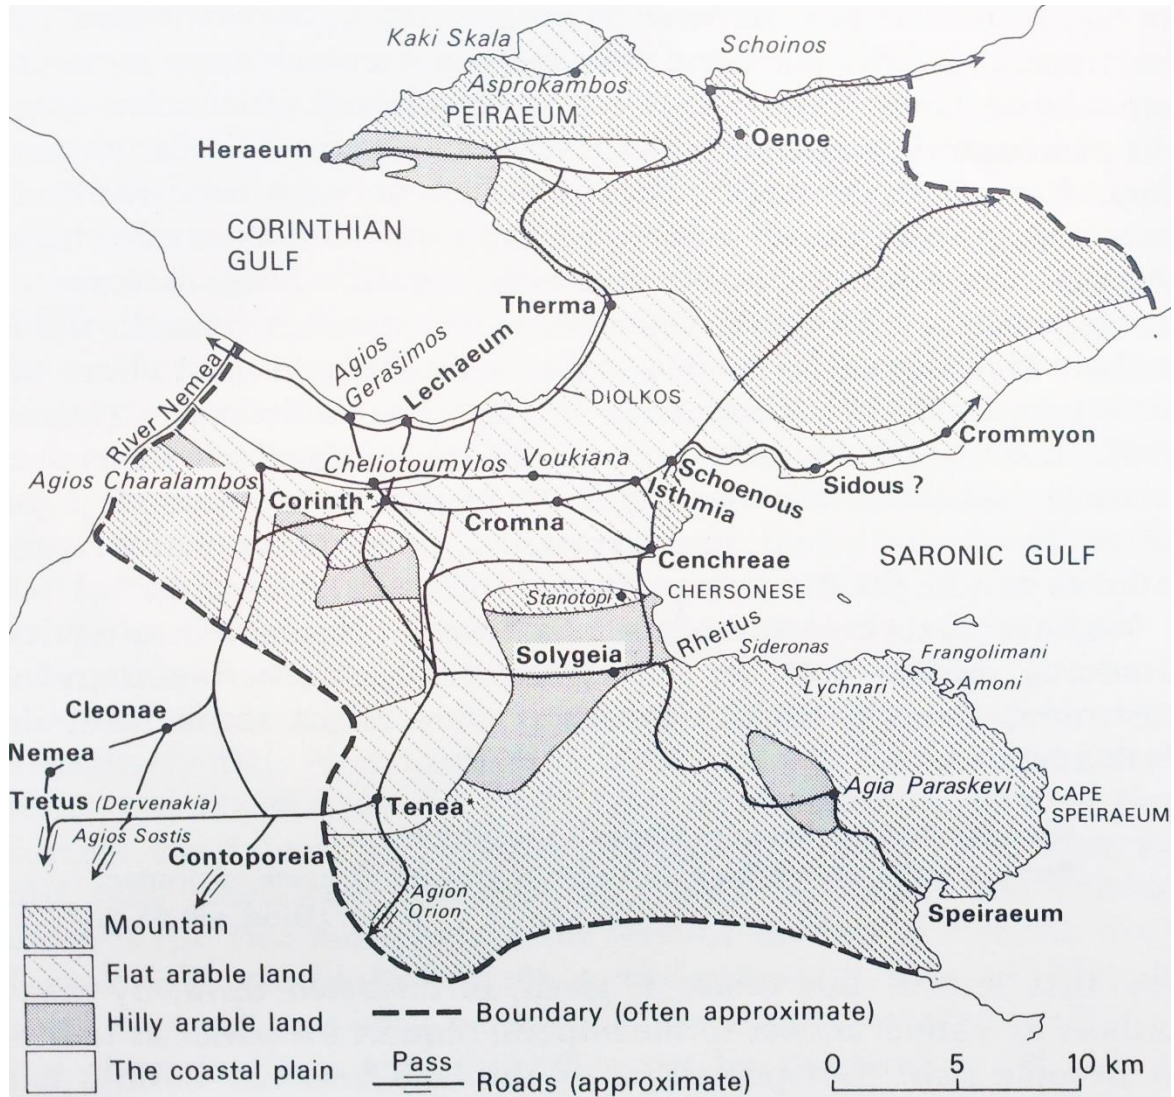 Kaki Skala
Schoinos
Asprokambos
PEIRAEUM
Oenoe
Heraeum
CORINTHIAN
GULF
Therma
Agios
Gerasimos
Lechaeum
DIOLKOS
River Nemea
Crommyon
Agios Charalambos
Cheliotoumylos
Voukiana
Schoenous
Sidous ?
Corinth*
Isthmia
Cromna
Cenchreae
SARONIC GULF
CHERSONESE
Stanotopi
Rheitus
Solygeia
Sideronas
Frangolimani
Lychnari
Amoni
Cleonae
Nemea
Tretus (Dervenakia)
Tenea*
Agia Paraskevi
CAPE
SPEIRAEUM
Agios Sostis
Contoporeia
Agion
Orion
Speiraeum
Mountain
Flat arable land
Hilly arable land
The coastal plain
Boundary (often approximate)
Pass
Roads (approximate)
0 5 10 km